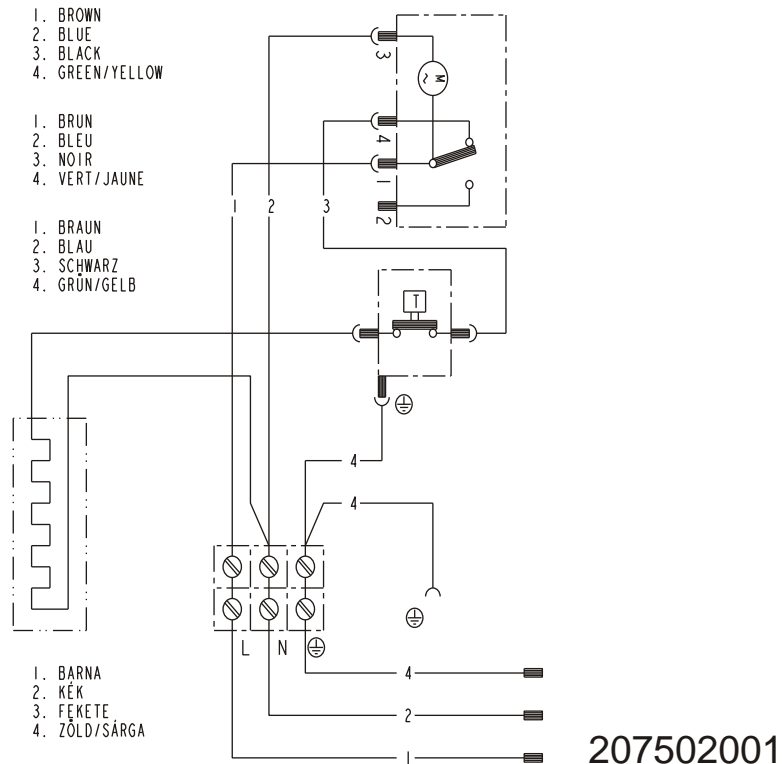 1. BROWN
2. BLUE
3. BLACK
4. GREEN/YELLOW
1. BRUN
2. BLEU
3. NOIR
4. VERT/JAUNE
1. BRAUN
2. BLAU
3. SCHWARZ
4. GRÜN/GELB
3
M
~
4
1
2
1
2
3
T
4
4
L
N
1. BARNA
2. KÉK
3. FEKETE
4. ZÖLD/SÁRGA
4
2
1
207502001